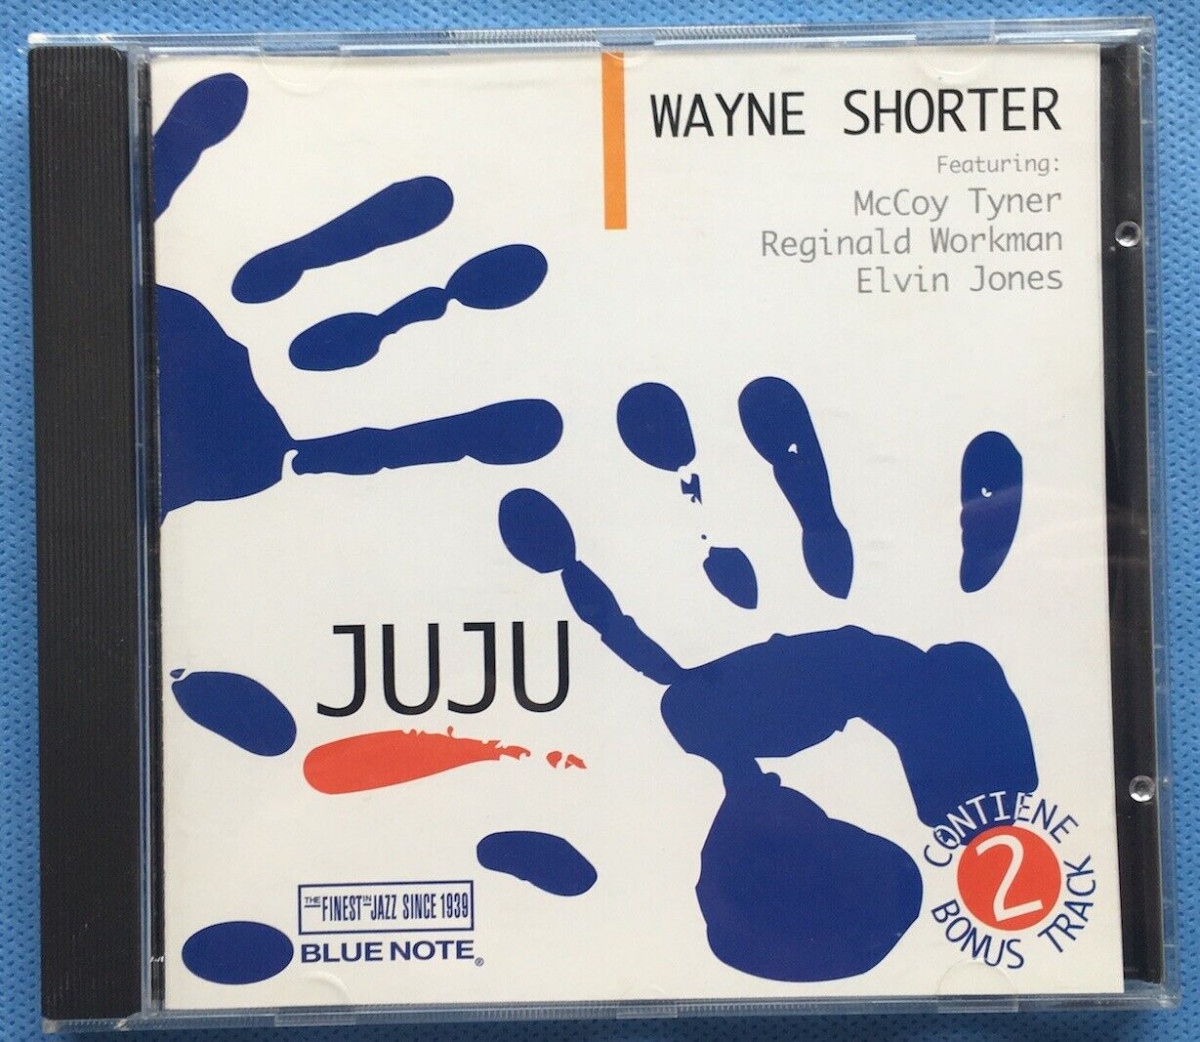 WAYNE SHORTER
Featuring:
McCoy Tyner
Reginald Workman
Elvin Jones
JUJU
THE FINEST IN JAZZ SINCE 1939
BLUE NOTE®
CONTIENE
2
BONUS TRACK